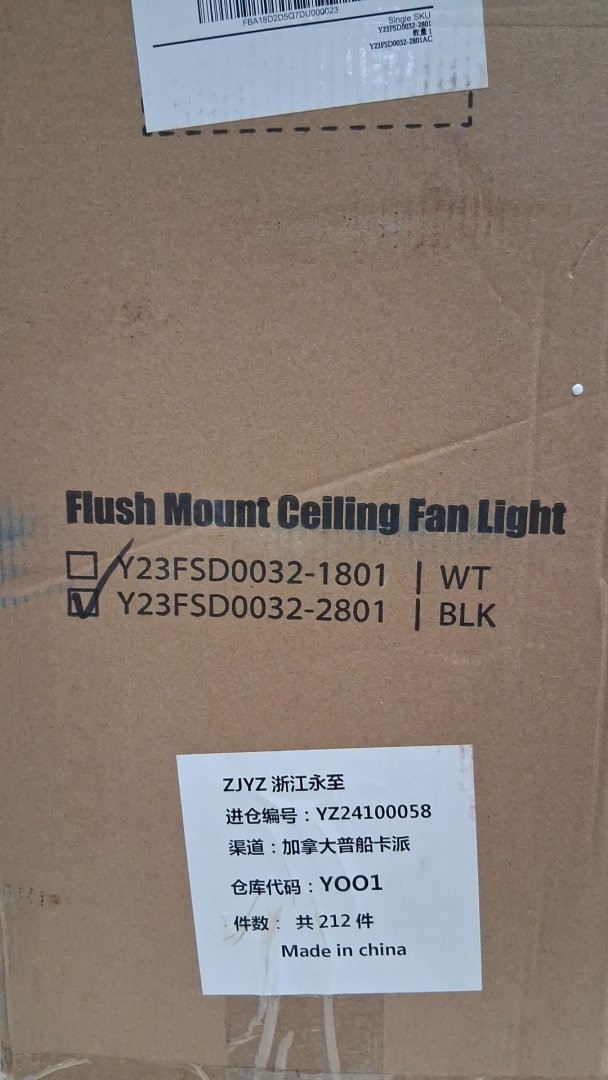 FBA18D2D5Q7DU000023
Single SKU
Y23FSD0032-2801
数量 1
Y23FSD0032-2801AC
Flush Mount Ceiling Fan Light
Y23FSD0032-1801 | WT
Y23FSD0032-2801 | BLK
ZJYZ 浙江永至
进仓编号：YZ24100058
渠道：加拿大普船卡派
仓库代码：YOO1
件数： 共 212 件
Made in china